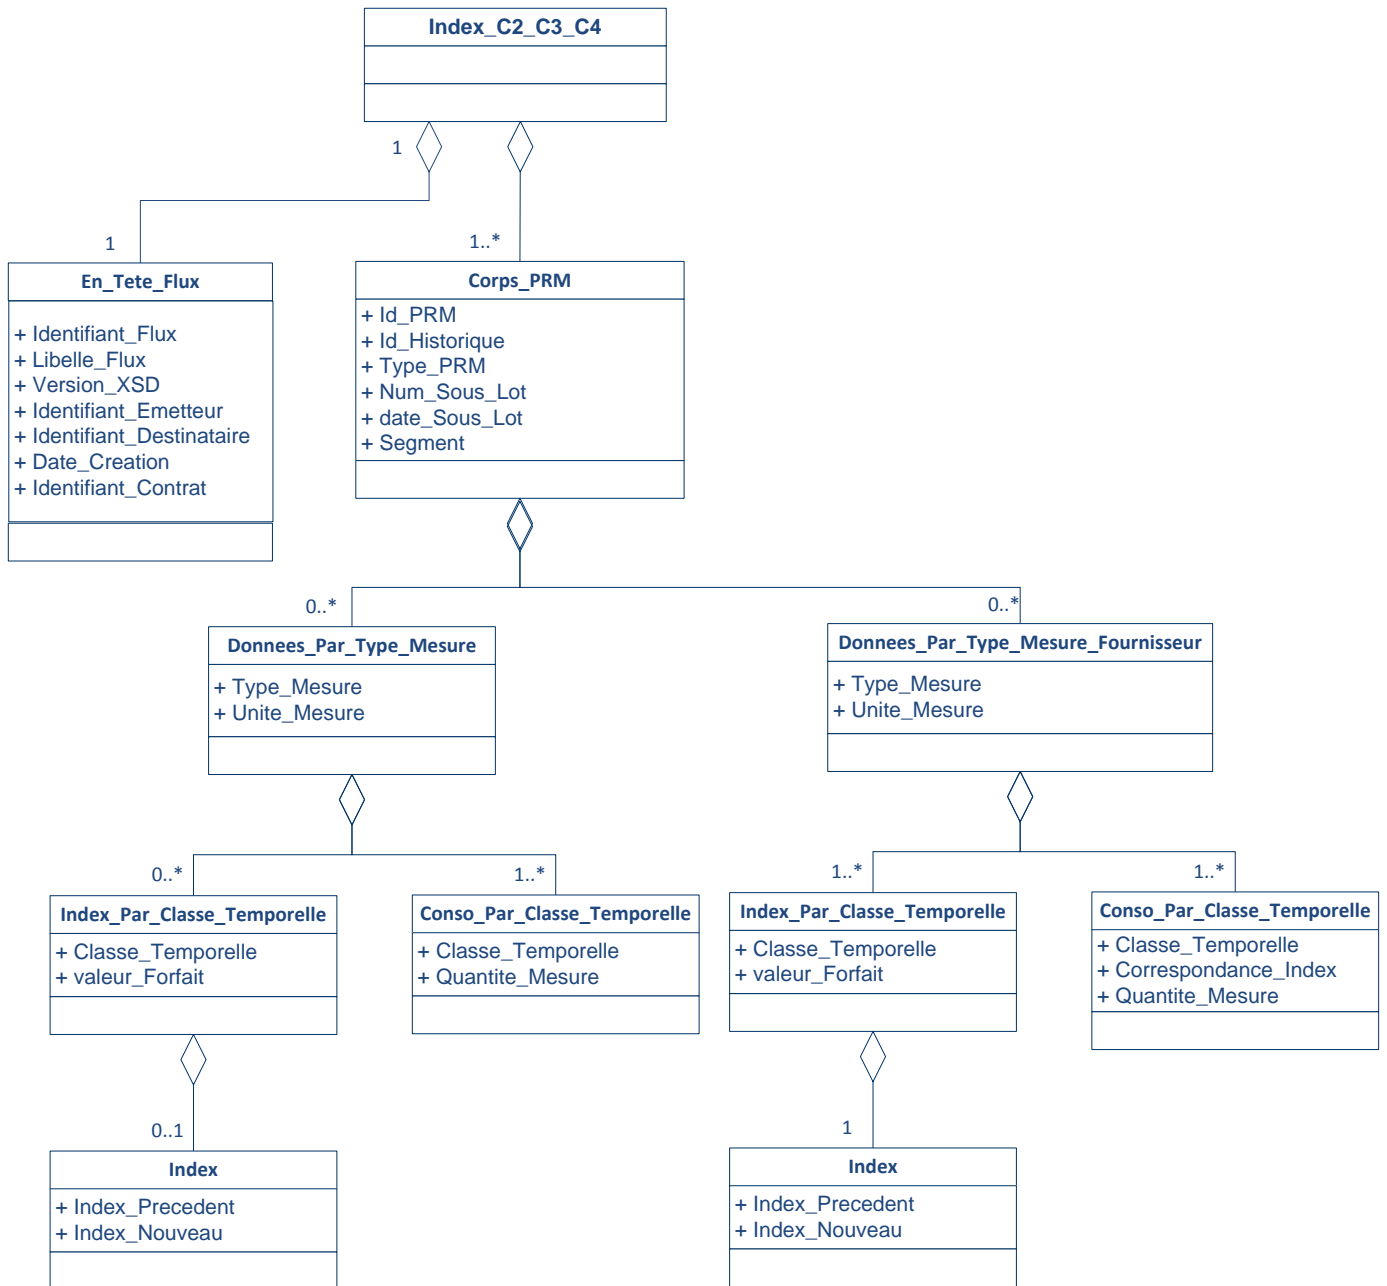 Index_C2_C3_C4
1
1
1..*
En_Tete_Flux
+ Identifiant_Flux
+ Libelle_Flux
+ Version_XSD
+ Identifiant_Emetteur
+ Identifiant_Destinataire
+ Date_Creation
+ Identifiant_Contrat
Corps_PRM
+ Id_PRM
+ Id_Historique
+ Type_PRM
+ Num_Sous_Lot
+ date_Sous_Lot
+ Segment
0..*
0..*
Donnees_Par_Type_Mesure
+ Type_Mesure
+ Unite_Mesure
Donnees_Par_Type_Mesure_Fournisseur
+ Type_Mesure
+ Unite_Mesure
0..*
1..*
1..*
1..*
Index_Par_Classe_Temporelle
+ Classe_Temporelle
+ valeur_Forfait
Conso_Par_Classe_Temporelle
+ Classe_Temporelle
+ Quantite_Mesure
Index_Par_Classe_Temporelle
+ Classe_Temporelle
+ valeur_Forfait
Conso_Par_Classe_Temporelle
+ Classe_Temporelle
+ Correspondance_Index
+ Quantite_Mesure
0..1
1
Index
+ Index_Precedent
+ Index_Nouveau
Index
+ Index_Precedent
+ Index_Nouveau